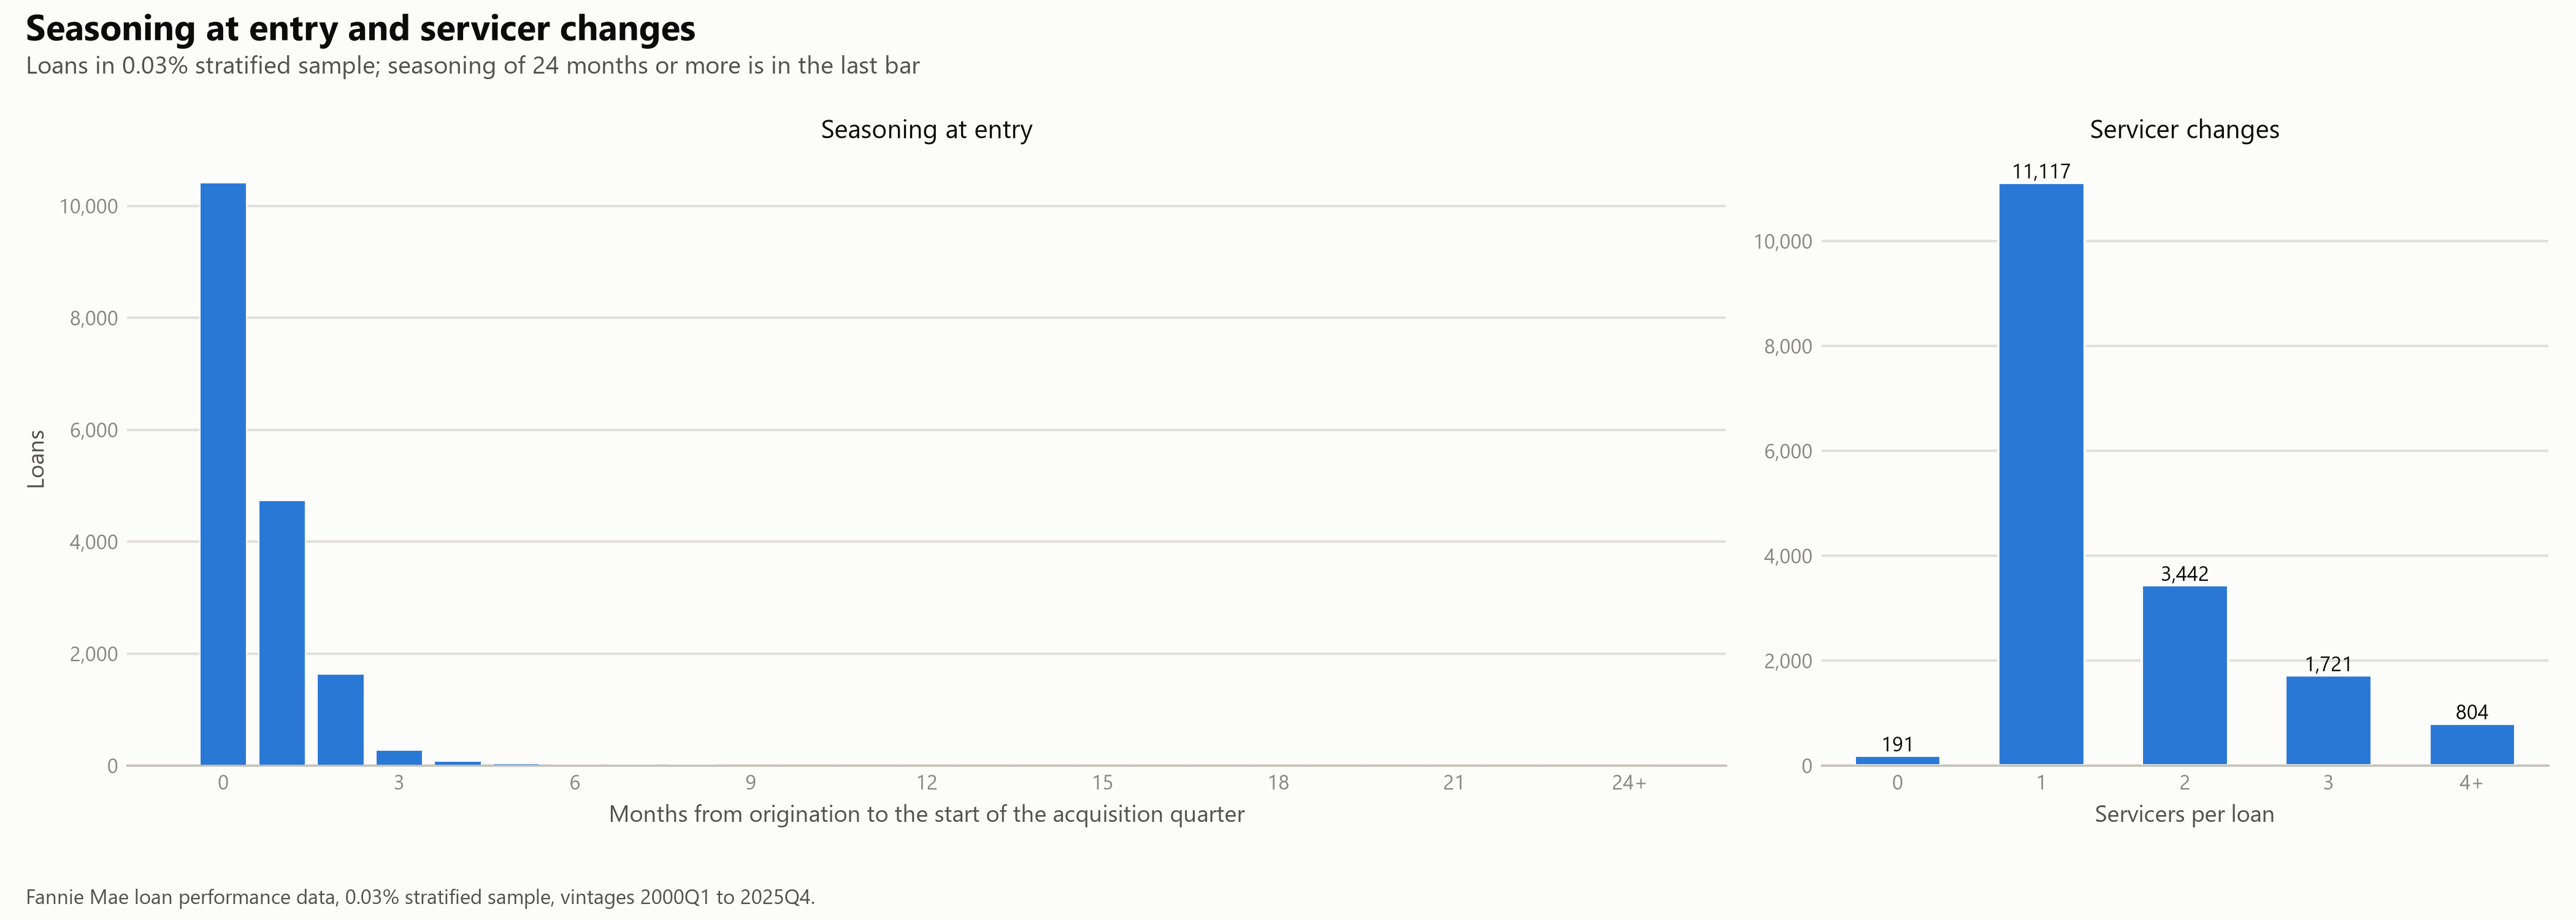 Seasoning at entry and servicer changes
Loans in 0.03% stratified sample; seasoning of 24 months or more is in the last bar
Seasoning at entry
Loans
10,000
8,000
6,000
4,000
2,000
0
0 3 6 9 12 15 18 21 24+
Months from origination to the start of the acquisition quarter
Servicer changes
10,000
8,000
6,000
4,000
2,000
0
191
11,117
3,442
1,721
804
0 1 2 3 4+
Servicers per loan
Fannie Mae loan performance data, 0.03% stratified sample, vintages 2000Q1 to 2025Q4.